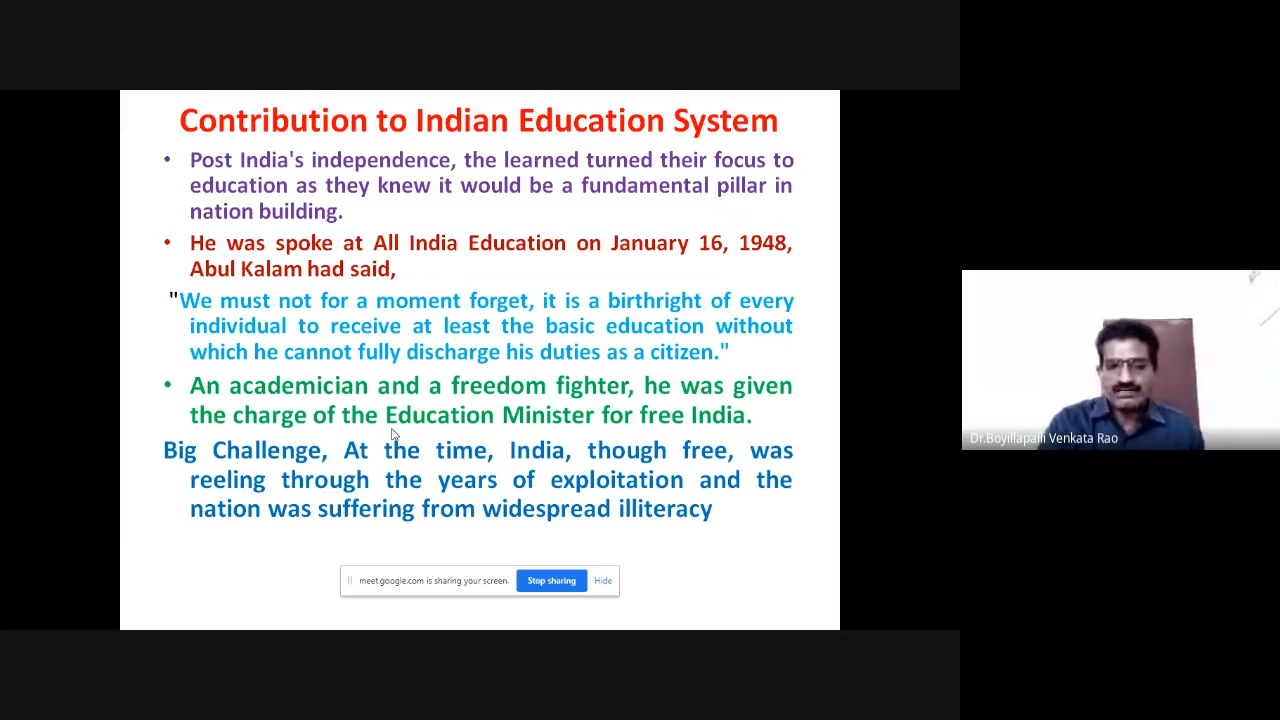 Contribution to Indian Education System
• Post India's independence, the learned turned their focus to
education as they knew it would be a fundamental pillar in
nation building.
• He was spoke at All India Education on January 16, 1948,
Abul Kalam had said,
"We must not for a moment forget, it is a birthright of every
individual to receive at least the basic education without
which he cannot fully discharge his duties as a citizen."
• An academician and a freedom fighter, he was given
the charge of the Education Minister for free India.
Big Challenge, At the time, India, though free, was
reeling through the years of exploitation and the
nation was suffering from widespread illiteracy
meet.google.com is sharing your screen. Stop sharing Hide
Dr.Boyillapalli Venkata Rao